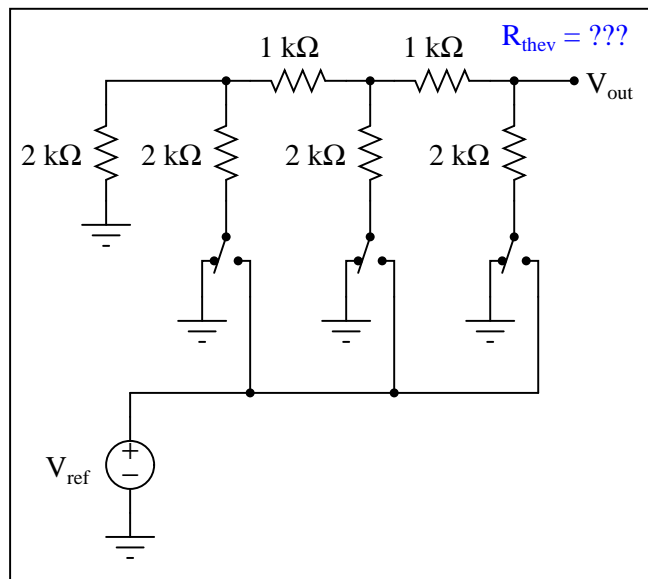 R_thev = ???
1 kΩ 1 kΩ
V_out
2 kΩ 2 kΩ 2 kΩ 2 kΩ
+
−
V_ref